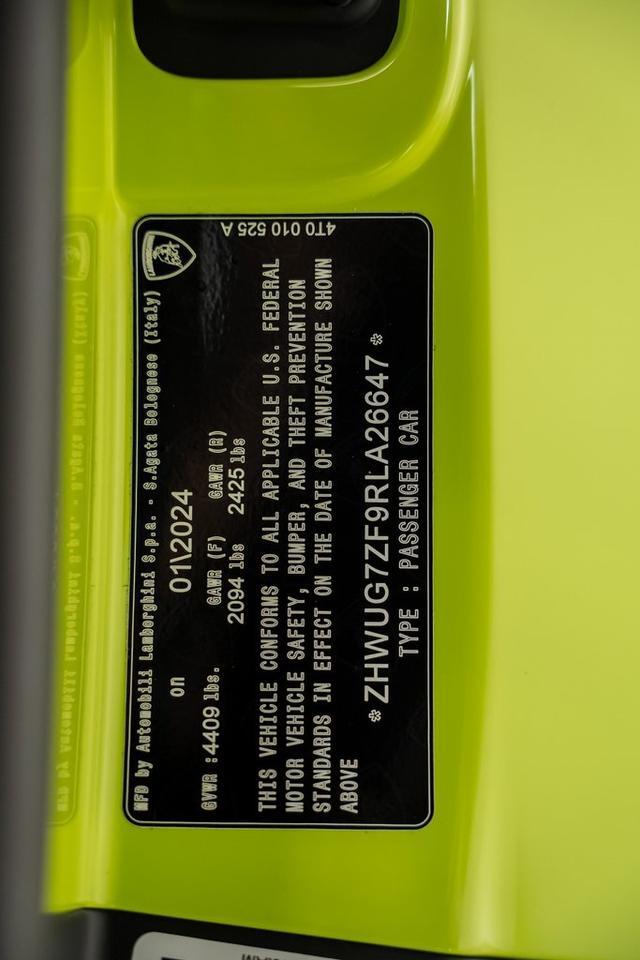 MFD by Automobili Lamborghini S.p.a. - S.Agata Bolognese (Italy)
on 01\2024
GVWR :4409 lbs. GAWR (F) GAWR (R)
2094 lbs 2425 lbs
THIS VEHICLE CONFORMS TO ALL APPLICABLE U.S. FEDERAL
MOTOR VEHICLE SAFETY, BUMPER, AND THEFT PREVENTION
STANDARDS IN EFFECT ON THE DATE OF MANUFACTURE SHOWN
ABOVE
*ZHWUG7ZF9RLA26647*
TYPE : PASSENGER CAR
4T0 010 525 A